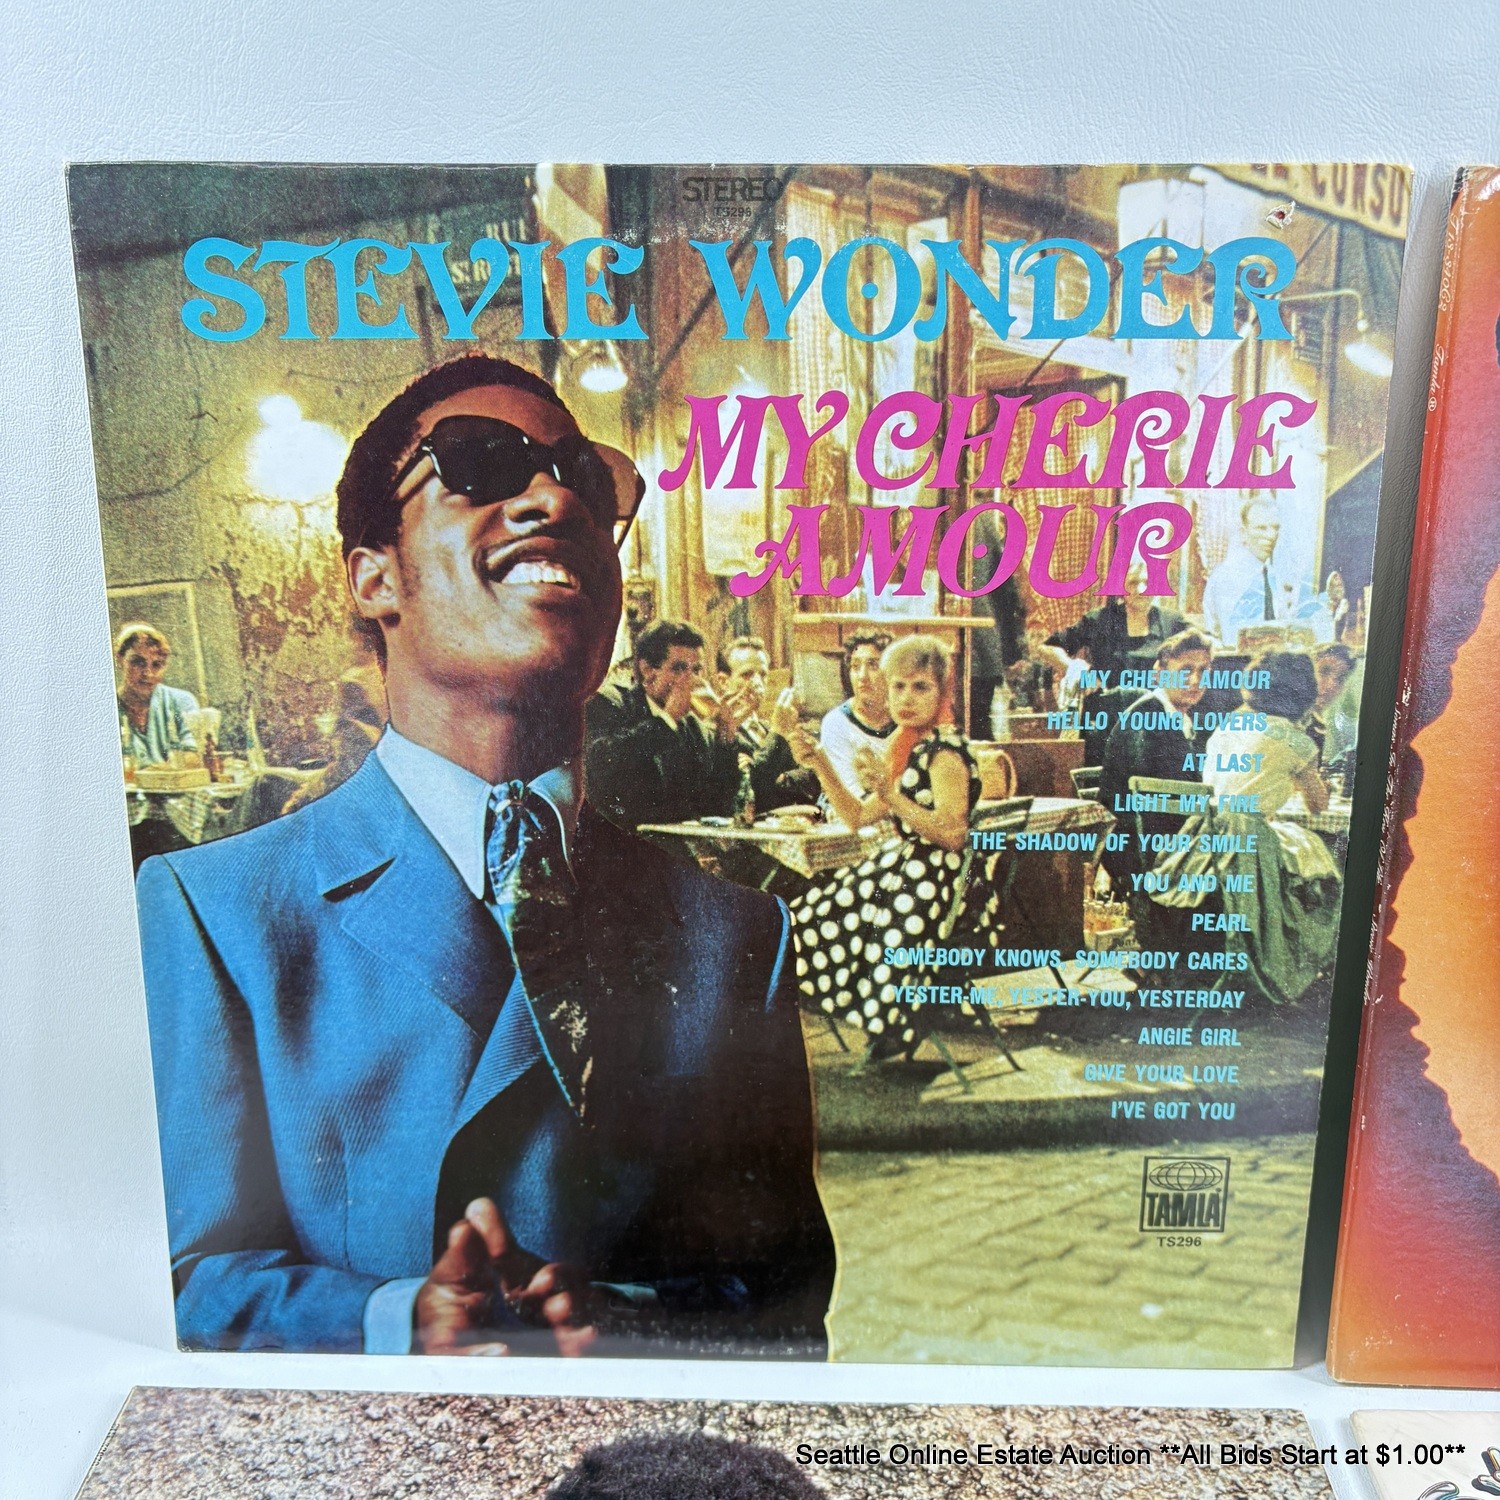 STEREO
TS296
CURSO
STEVIE WONDER
MY CHERIE
AMOUR
MY CHERIE AMOUR
HELLO YOUNG LOVERS
AT LAST
LIGHT MY FIRE
THE SHADOW OF YOUR SMILE
YOU AND ME
PEARL
SOMEBODY KNOWS, SOMEBODY CARES
YESTER-ME, YESTER-YOU, YESTERDAY
ANGIE GIRL
GIVE YOUR LOVE
I'VE GOT YOU
TAMLA
TS296
Tamla ®
Seattle Online Estate Auction **All Bids Start at $1.00**